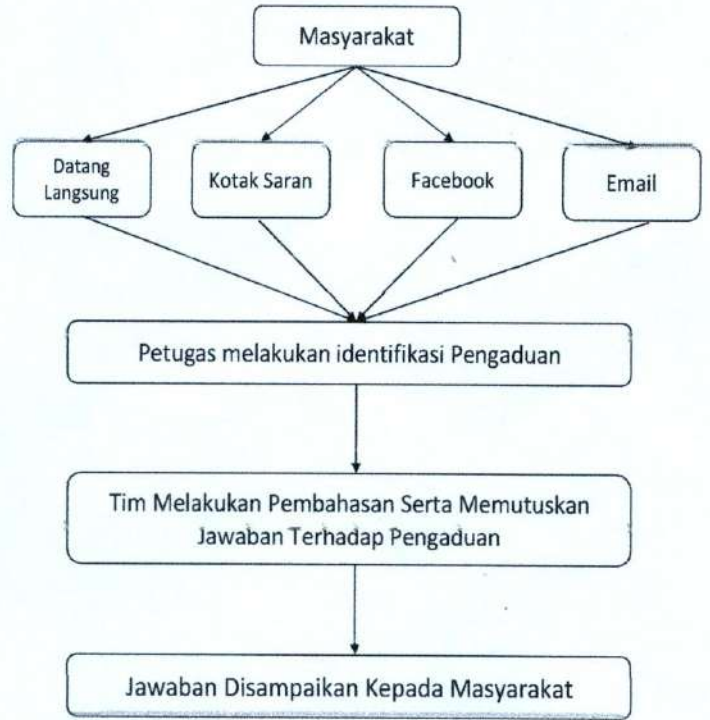 Masyarakat
Datang
Langsung
Kotak Saran
Facebook
Email
Petugas melakukan identifikasi Pengaduan
Tim Melakukan Pembahasan Serta Memutuskan
Jawaban Terhadap Pengaduan
Jawaban Disampaikan Kepada Masyarakat